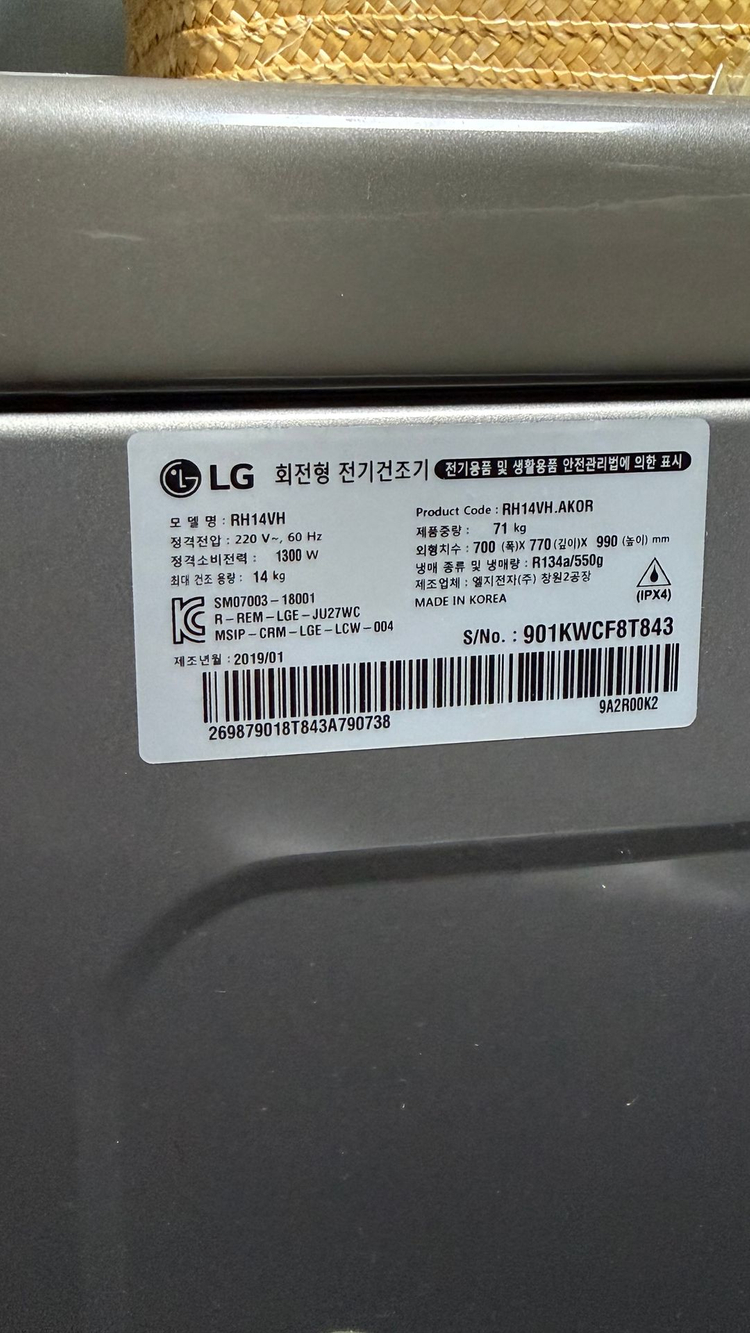 LG 회전형 전기건조기 전기용품 및 생활용품 안전관리법에 의한 표시
모 델 명 : RH14VH
정격전압 : 220 V~, 60 Hz
정격소비전력 : 1300 W
최대 건조 용량 : 14 kg
SM07003-18001
R-REM-LGE-JU27WC
MSIP-CRM-LGE-LCW-004
제조년월 : 2019/01
Product Code : RH14VH.AKOR
제품중량 : 71 kg
외형치수 : 700 (폭)X 770 (깊이)X 990 (높이) mm
냉매 종류 및 냉매량 : R134a/550g
제조업체 : 엘지전자(주) 창원2공장
MADE IN KOREA
(IPX4)
S/No. : 901KWCF8T843
269879018T843A790738
9A2R00K2